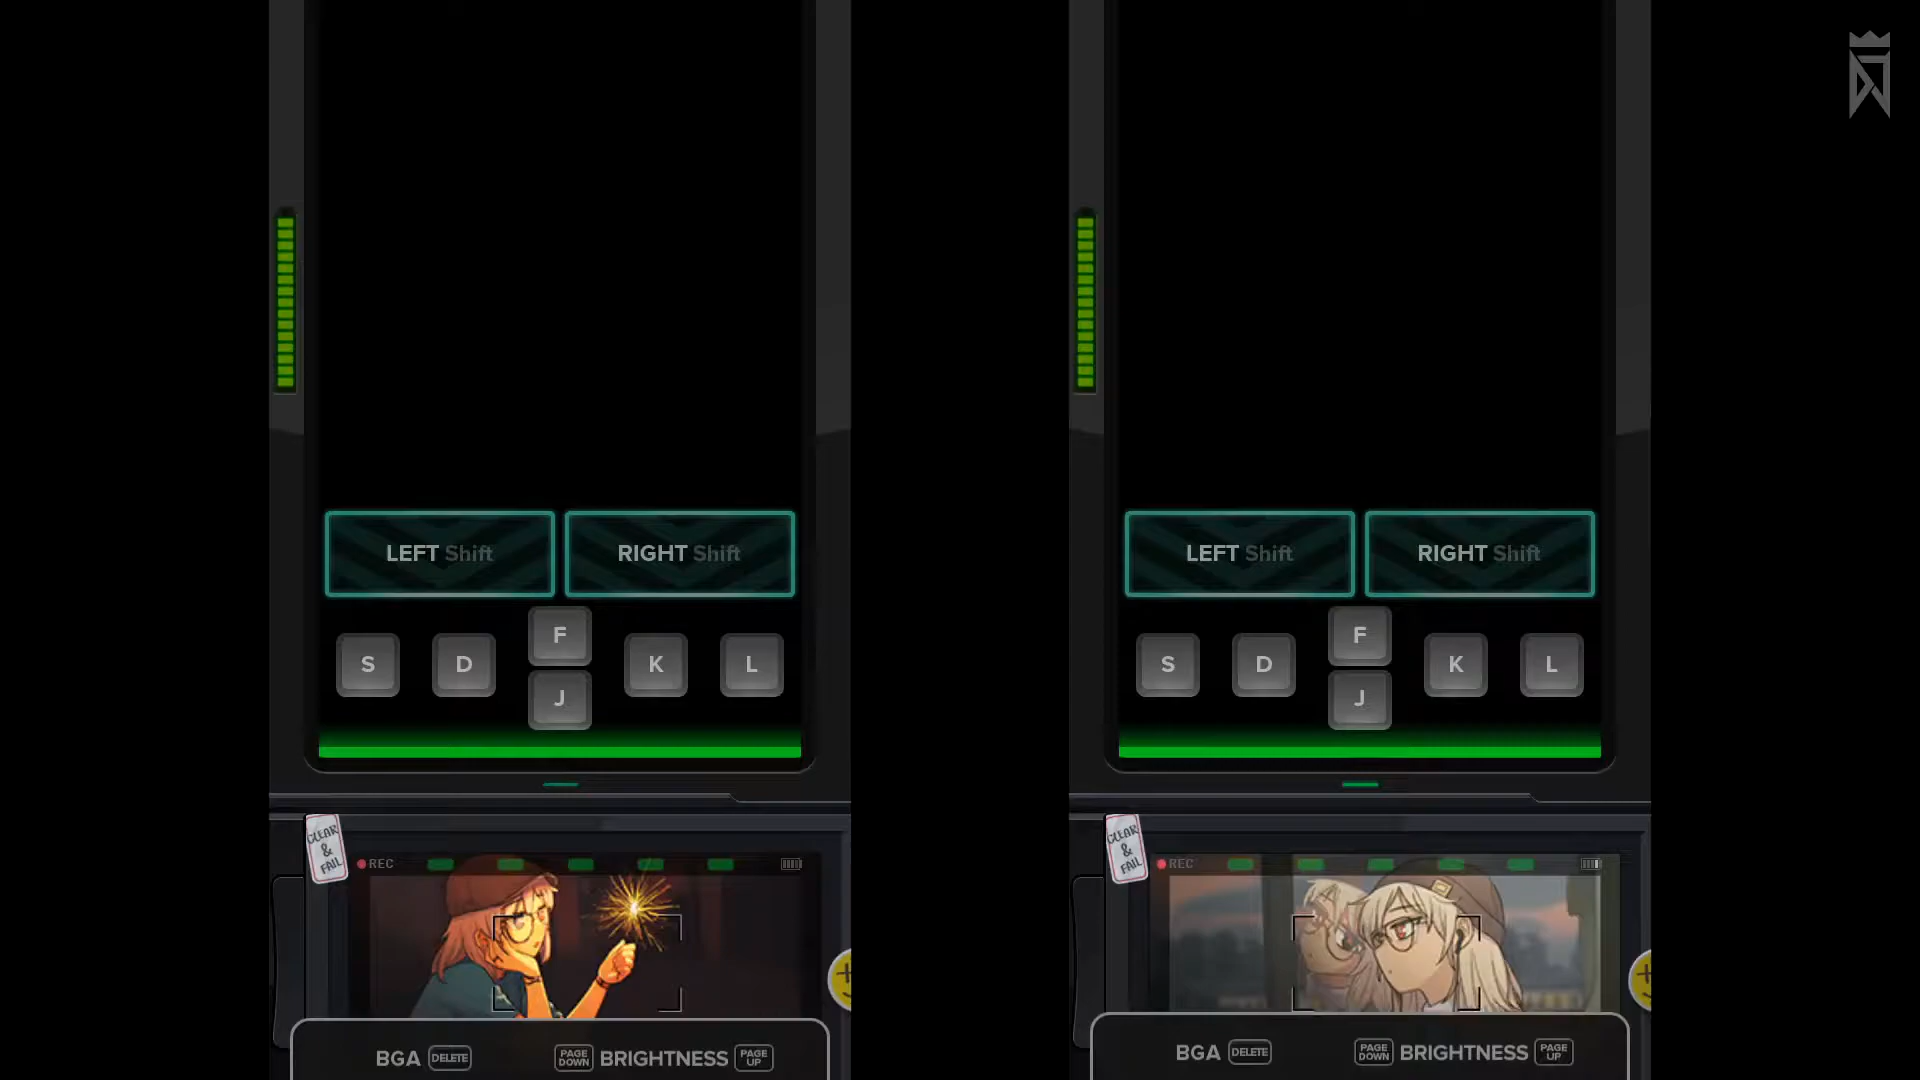 LEFT Shift RIGHT Shift
S D F J K L
CLEAR & FAIL
REC
BGA DELETE PAGE DOWN BRIGHTNESS PAGE UP
LEFT Shift RIGHT Shift
S D F J K L
CLEAR & FAIL
REC
BGA DELETE PAGE DOWN BRIGHTNESS PAGE UP